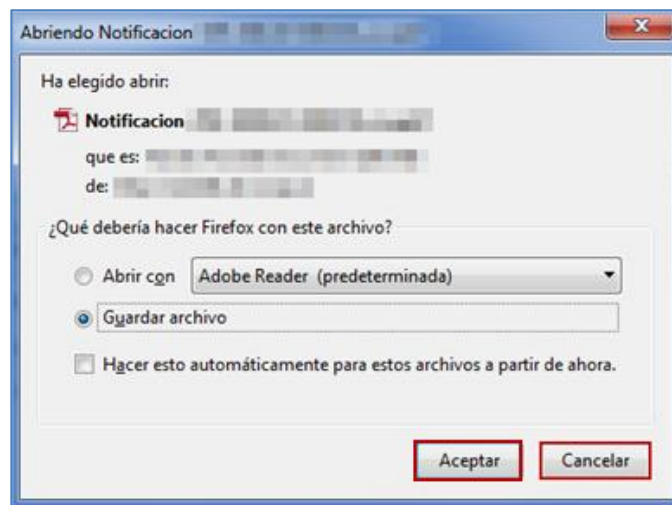 Abriendo Notificacion
Ha elegido abrir:
Notificacion
que es:
de:
¿Qué debería hacer Firefox con este archivo?
Abrir con Adobe Reader (predeterminada)
Guardar archivo
Hacer esto automáticamente para estos archivos a partir de ahora.
Aceptar Cancelar